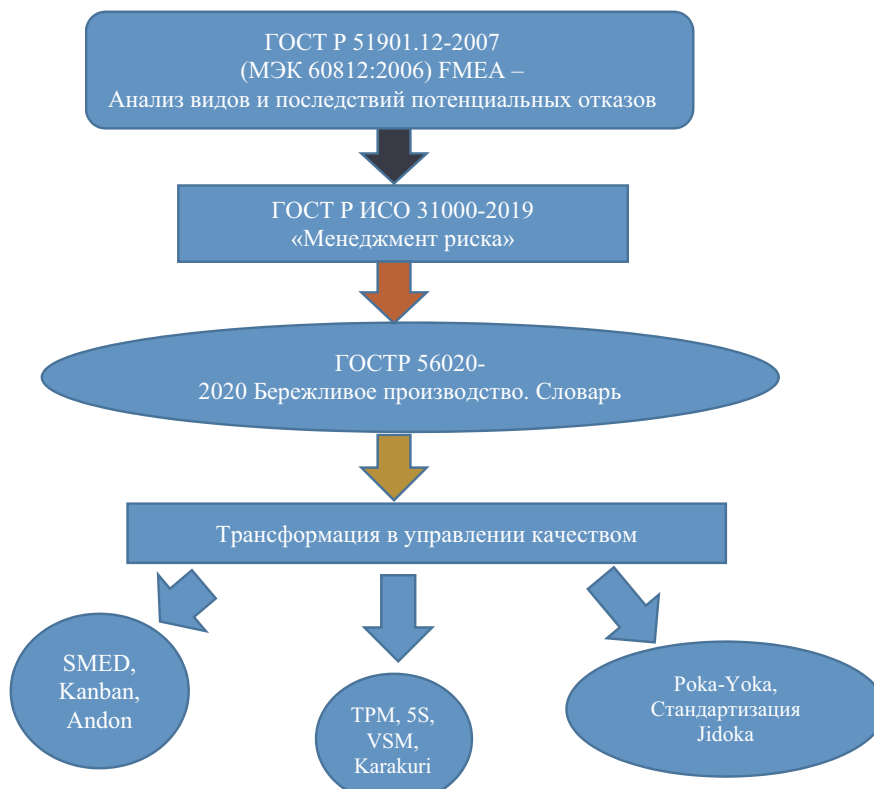 ГОСТ Р 51901.12-2007
(МЭК 60812:2006) FMEA –
Анализ видов и последствий потенциальных отказов
ГОСТ Р ИСО 31000-2019
«Менеджмент риска»
ГОСТР 56020-
2020 Бережливое производство. Словарь
Трансформация в управлении качеством
SMED,
Kanban,
Andon
TPM, 5S,
VSM,
Karakuri
Poka-Yoka,
Стандартизация
Jidoka